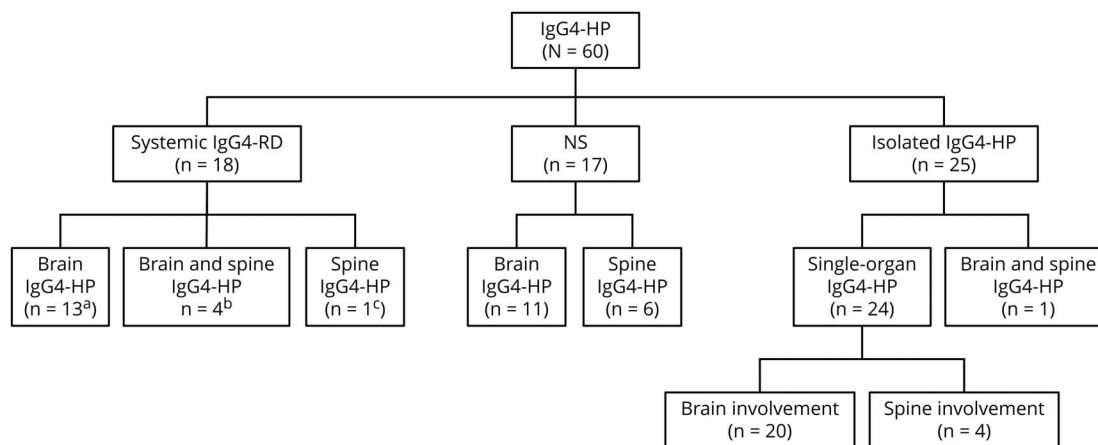 IgG4-HP
(N = 60)
Systemic IgG4-RD
(n = 18)
NS
(n = 17)
Isolated IgG4-HP
(n = 25)
Brain
IgG4-HP
(n = 13ᵃ)
Brain and spine
IgG4-HP
n = 4ᵇ
Spine
IgG4-HP
(n = 1ᶜ)
Brain
IgG4-HP
(n = 11)
Spine
IgG4-HP
(n = 6)
Single-organ
IgG4-HP
(n = 24)
Brain and spine
IgG4-HP
(n = 1)
Brain involvement
(n = 20)
Spine involvement
(n = 4)